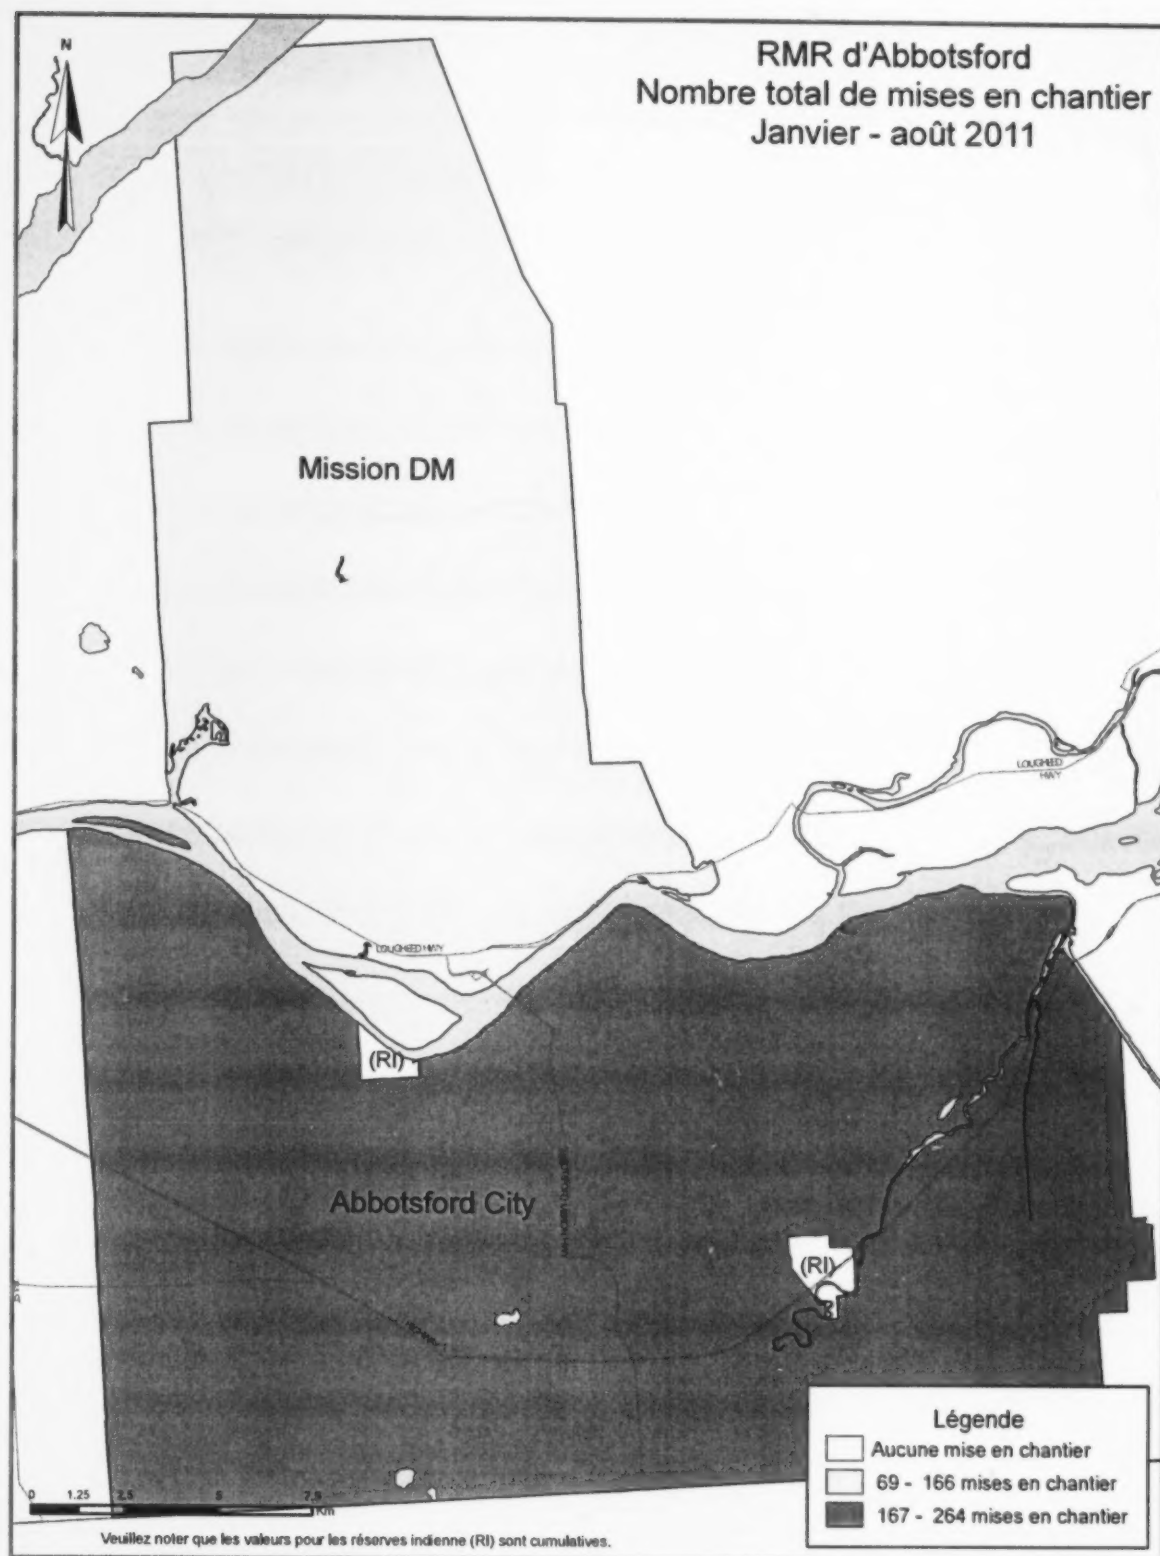 N
RMR d'Abbotsford
Nombre total de mises en chantier
Janvier - août 2011
Mission DM
LOUGHEED
HWY
LOUGHEED HWY
(RI)
Abbotsford City
(RI)
Légende
Aucune mise en chantier
69 - 166 mises en chantier
167 - 264 mises en chantier
0 1.25 2.5 5 7.5
Km
Veuillez noter que les valeurs pour les réserves indienne (RI) sont cumulatives.